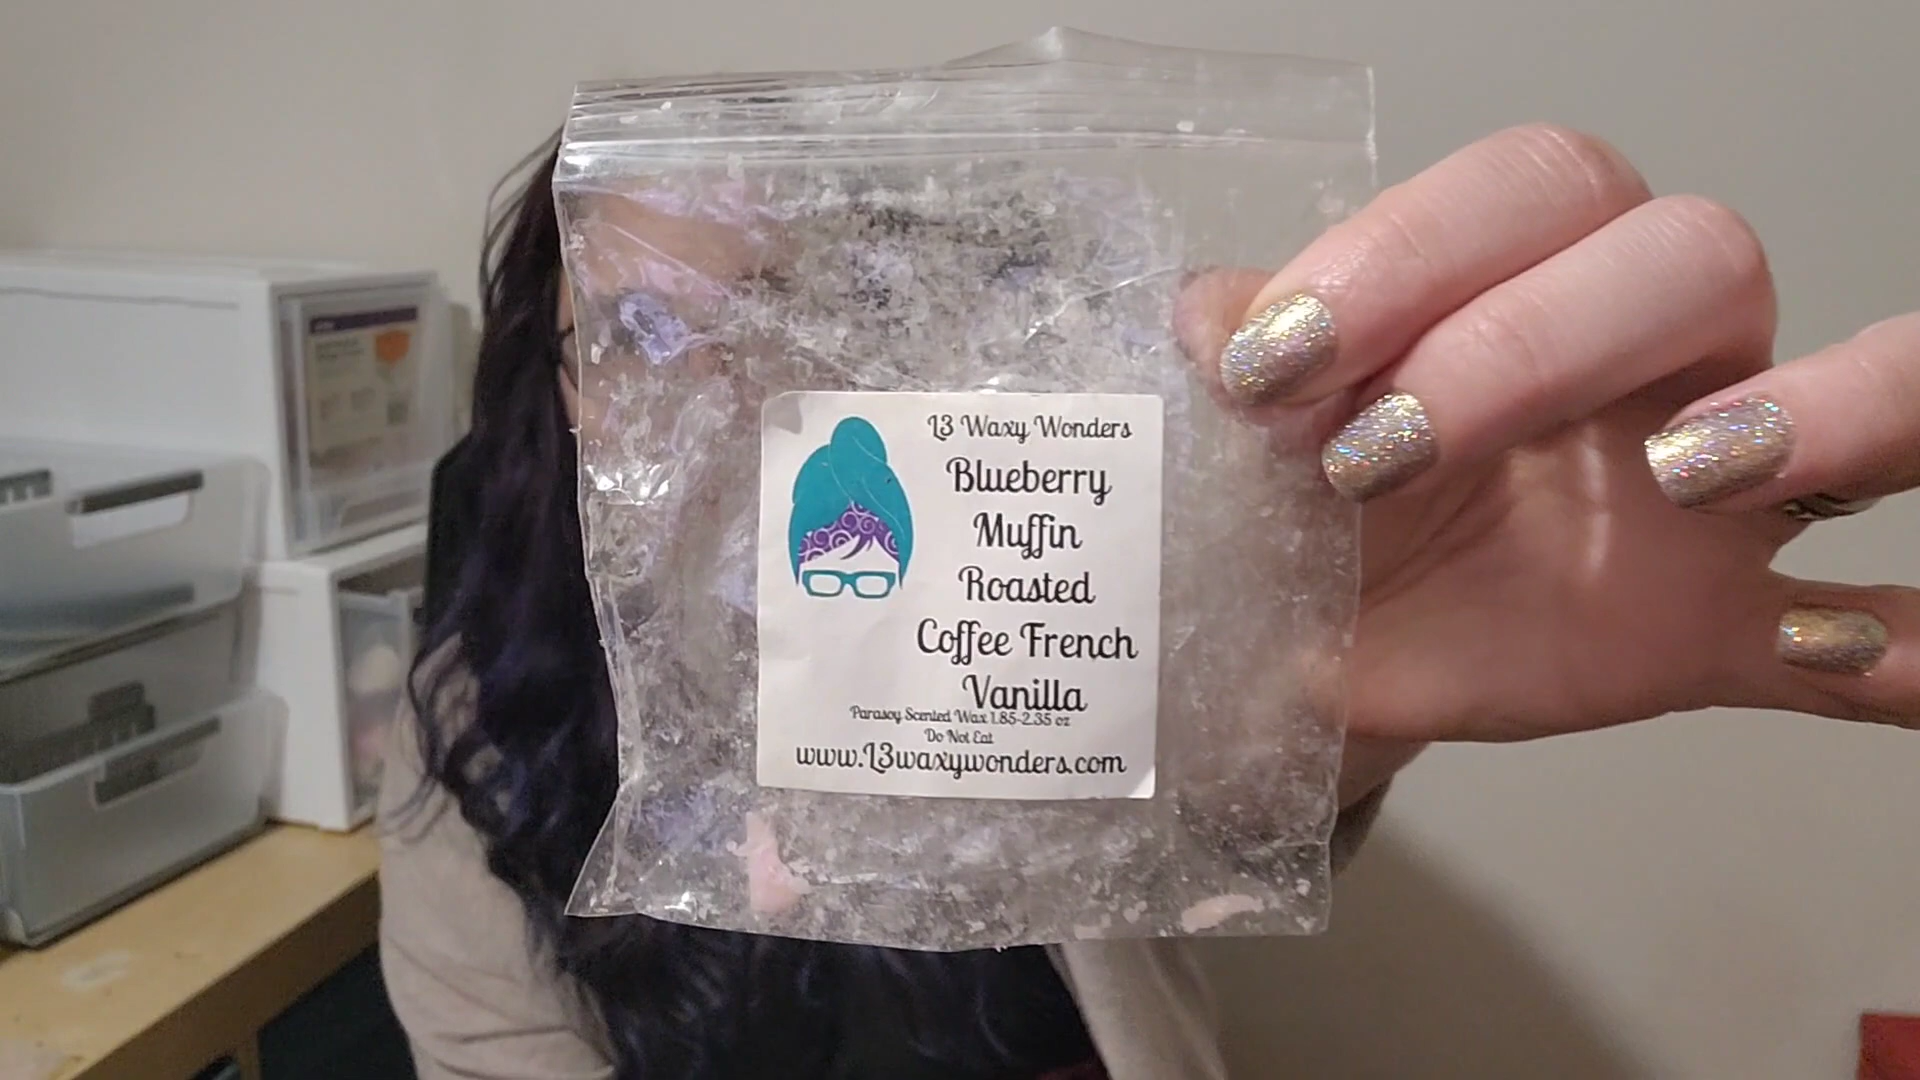 L3 Waxy Wonders
Blueberry
Muffin
Roasted
Coffee French
Vanilla
Parasoy Scented Wax 1.85-2.35 oz
Do Not Eat
www.L3waxywonders.com